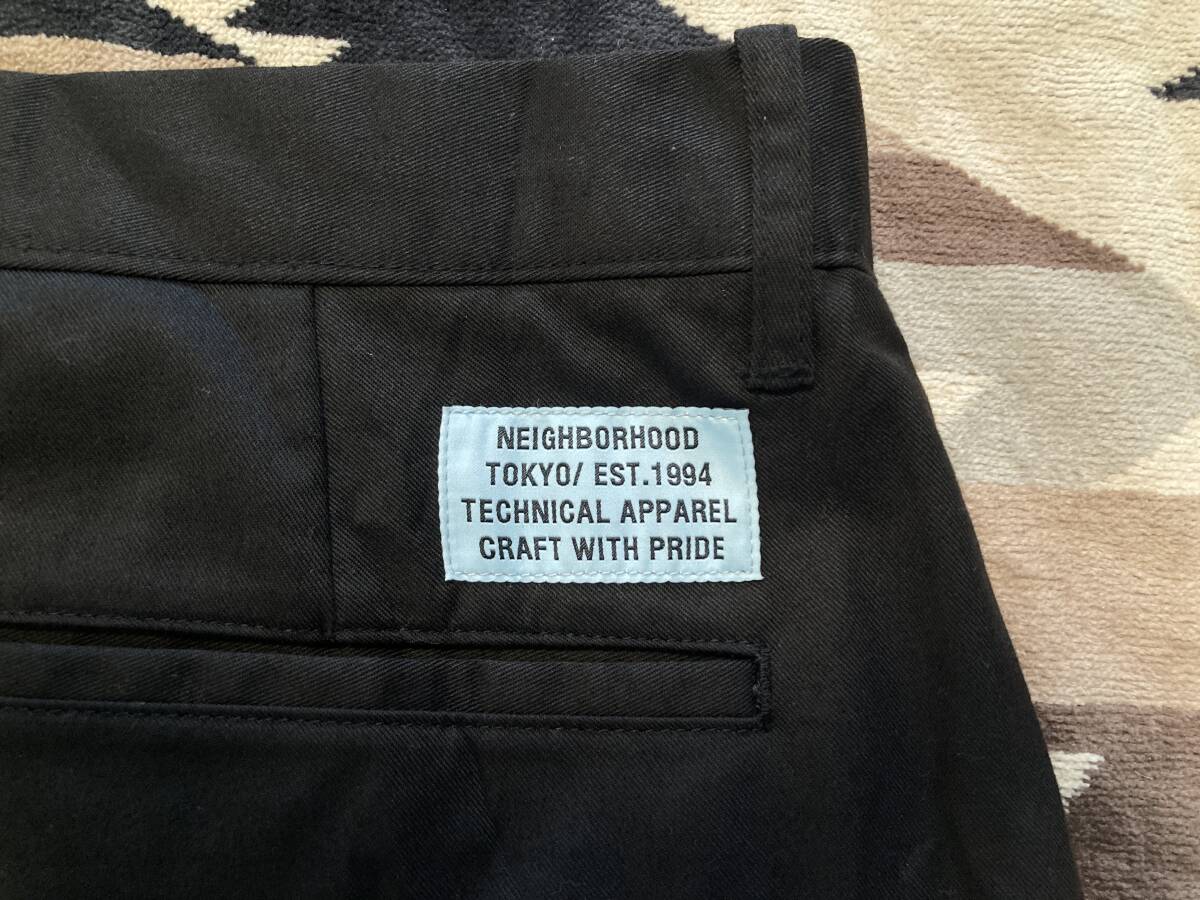 NEIGHBORHOOD
TOKYO/ EST.1994
TECHNICAL APPAREL
CRAFT WITH PRIDE